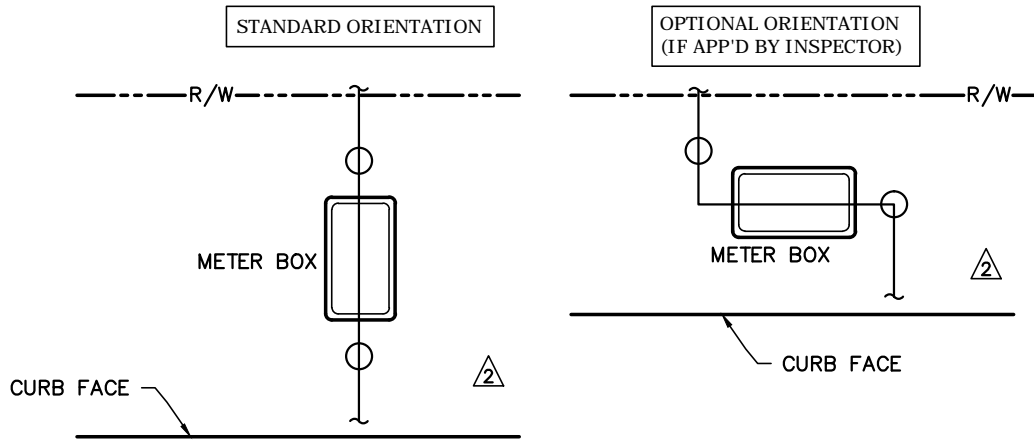 STANDARD ORIENTATION
OPTIONAL ORIENTATION
(IF APP'D BY INSPECTOR)
R/W
R/W
METER BOX
METER BOX
2
2
CURB FACE
CURB FACE